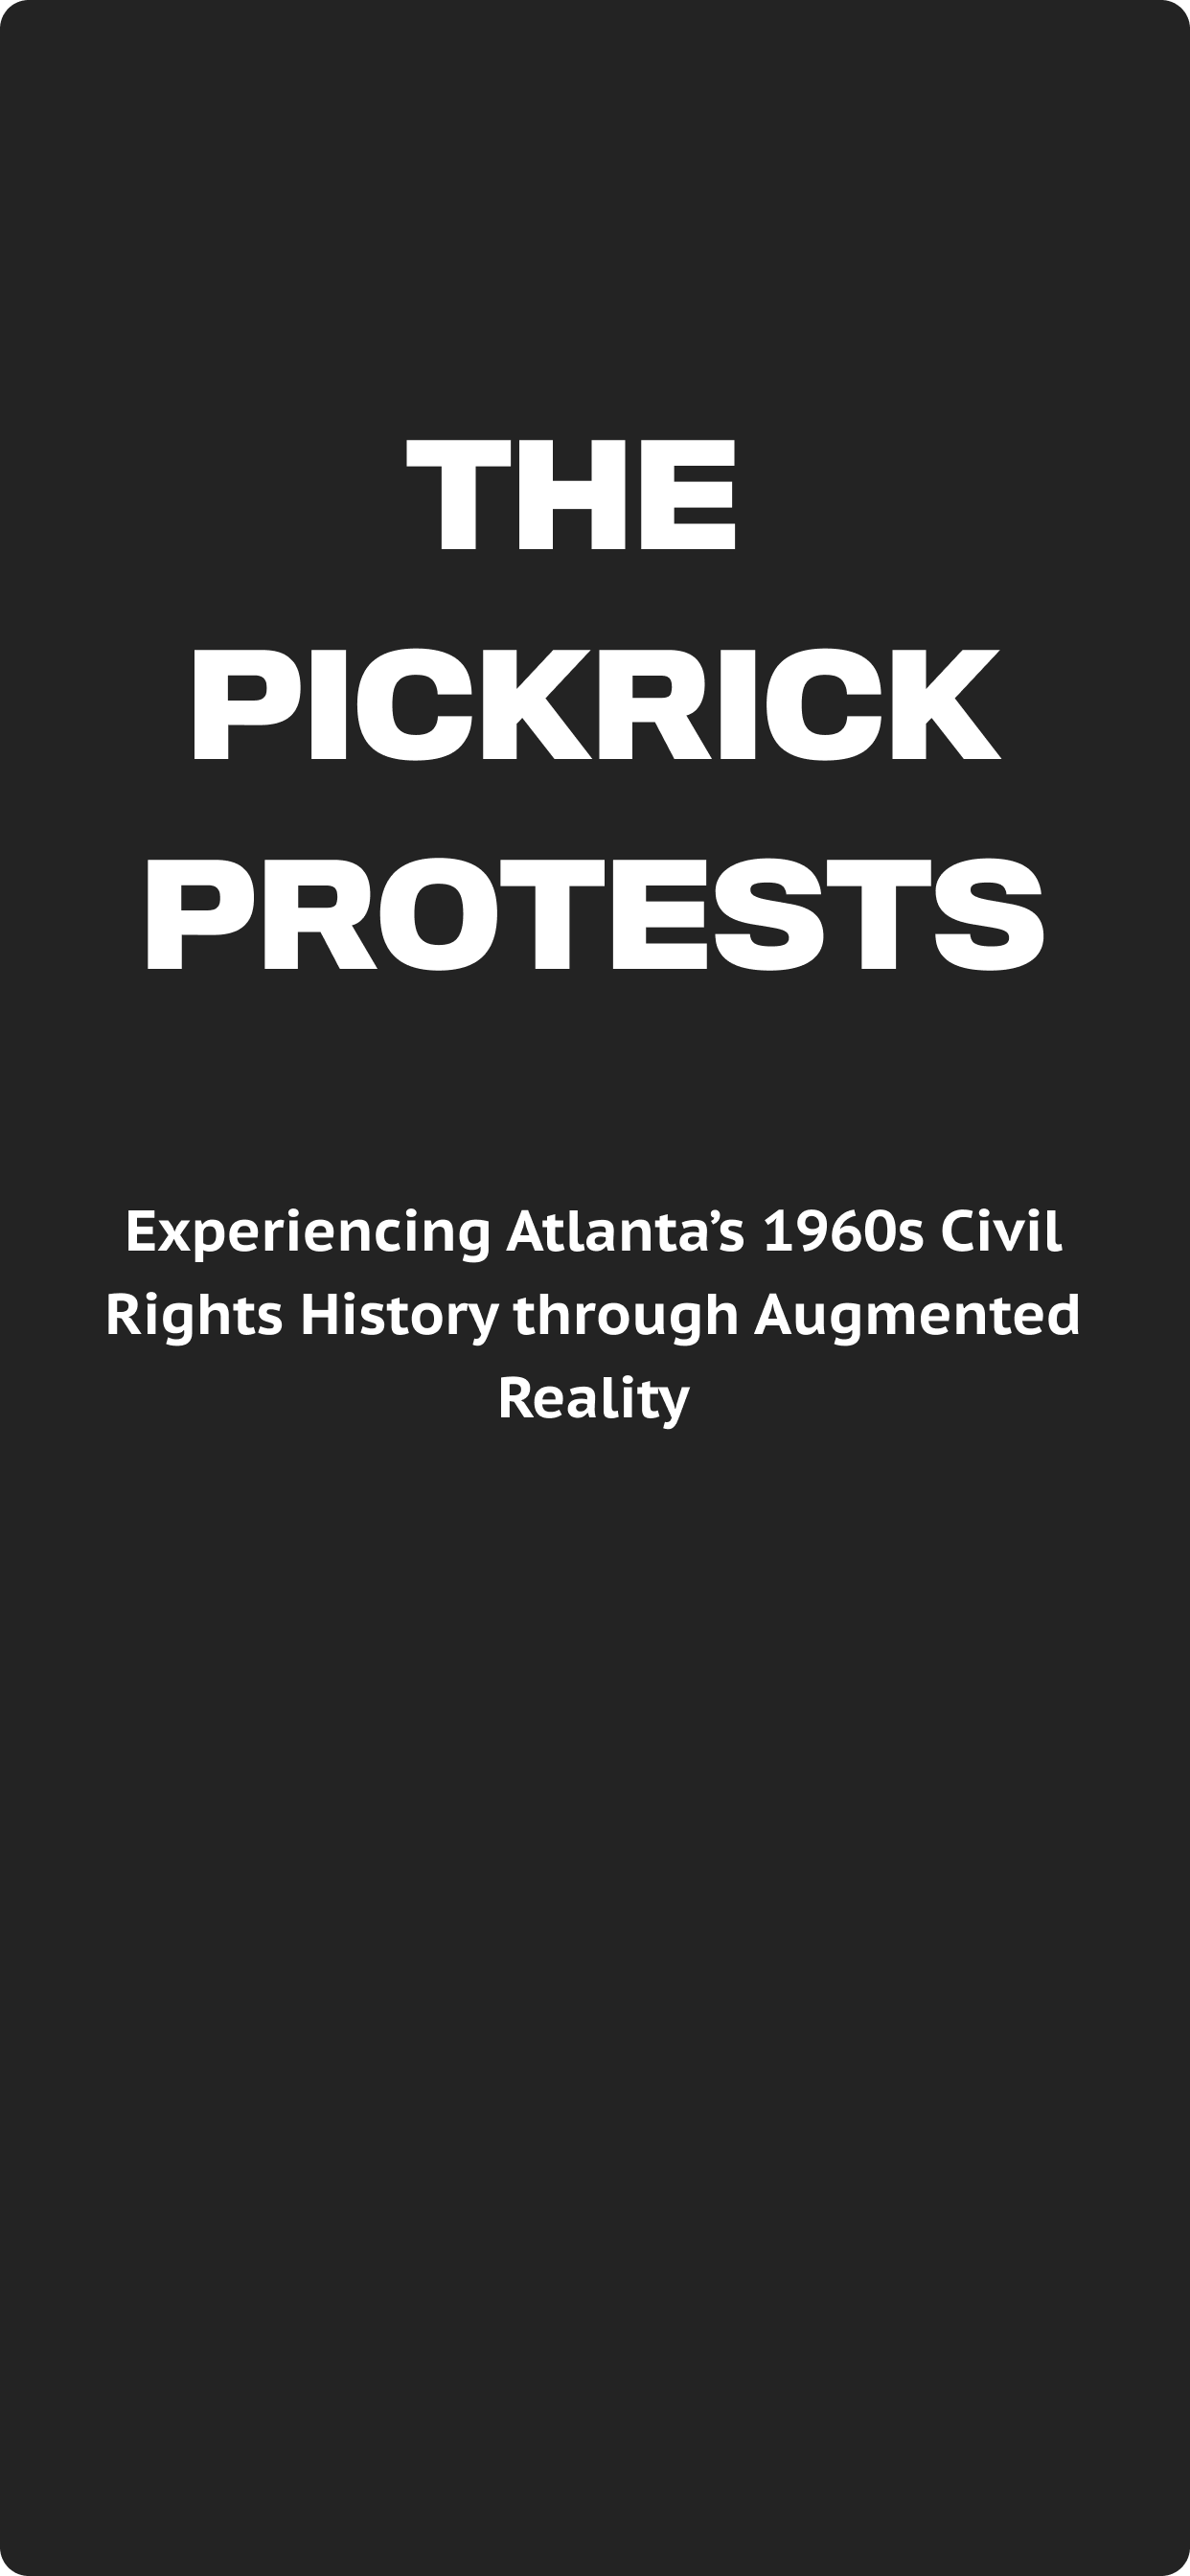 THE
PICKRICK
PROTESTS
Experiencing Atlanta’s 1960s Civil
Rights History through Augmented
Reality